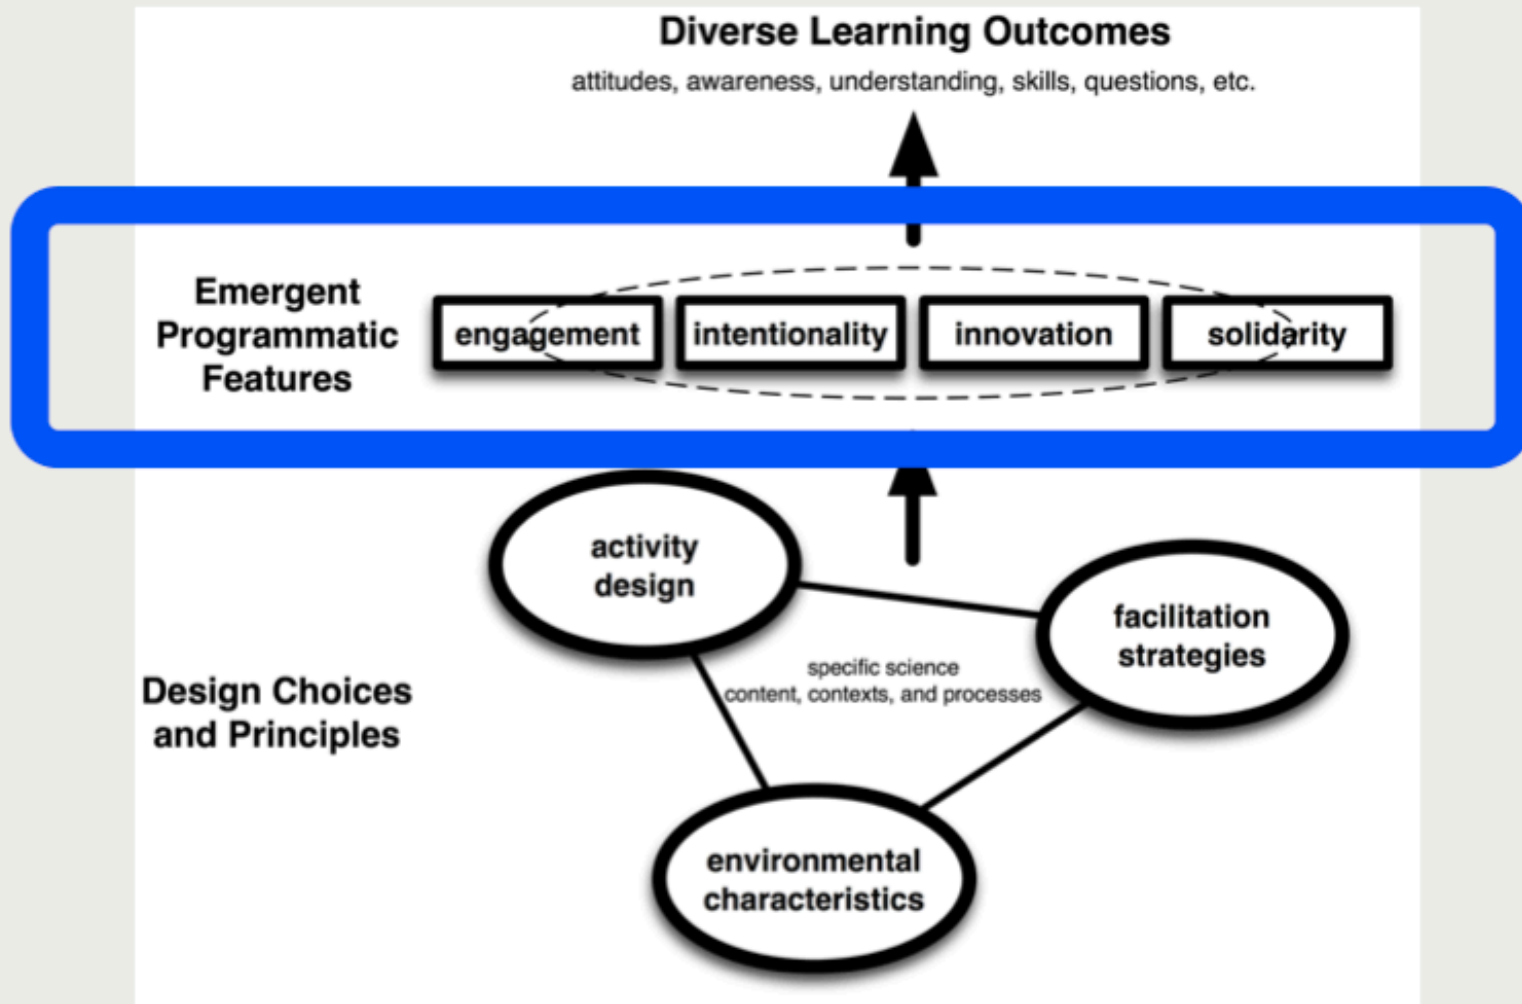 Diverse Learning Outcomes
attitudes, awareness, understanding, skills, questions, etc.
Emergent
Programmatic
Features
engagement
intentionality
innovation
solidarity
activity
design
facilitation
strategies
specific science
content, contexts, and processes
Design Choices
and Principles
environmental
characteristics